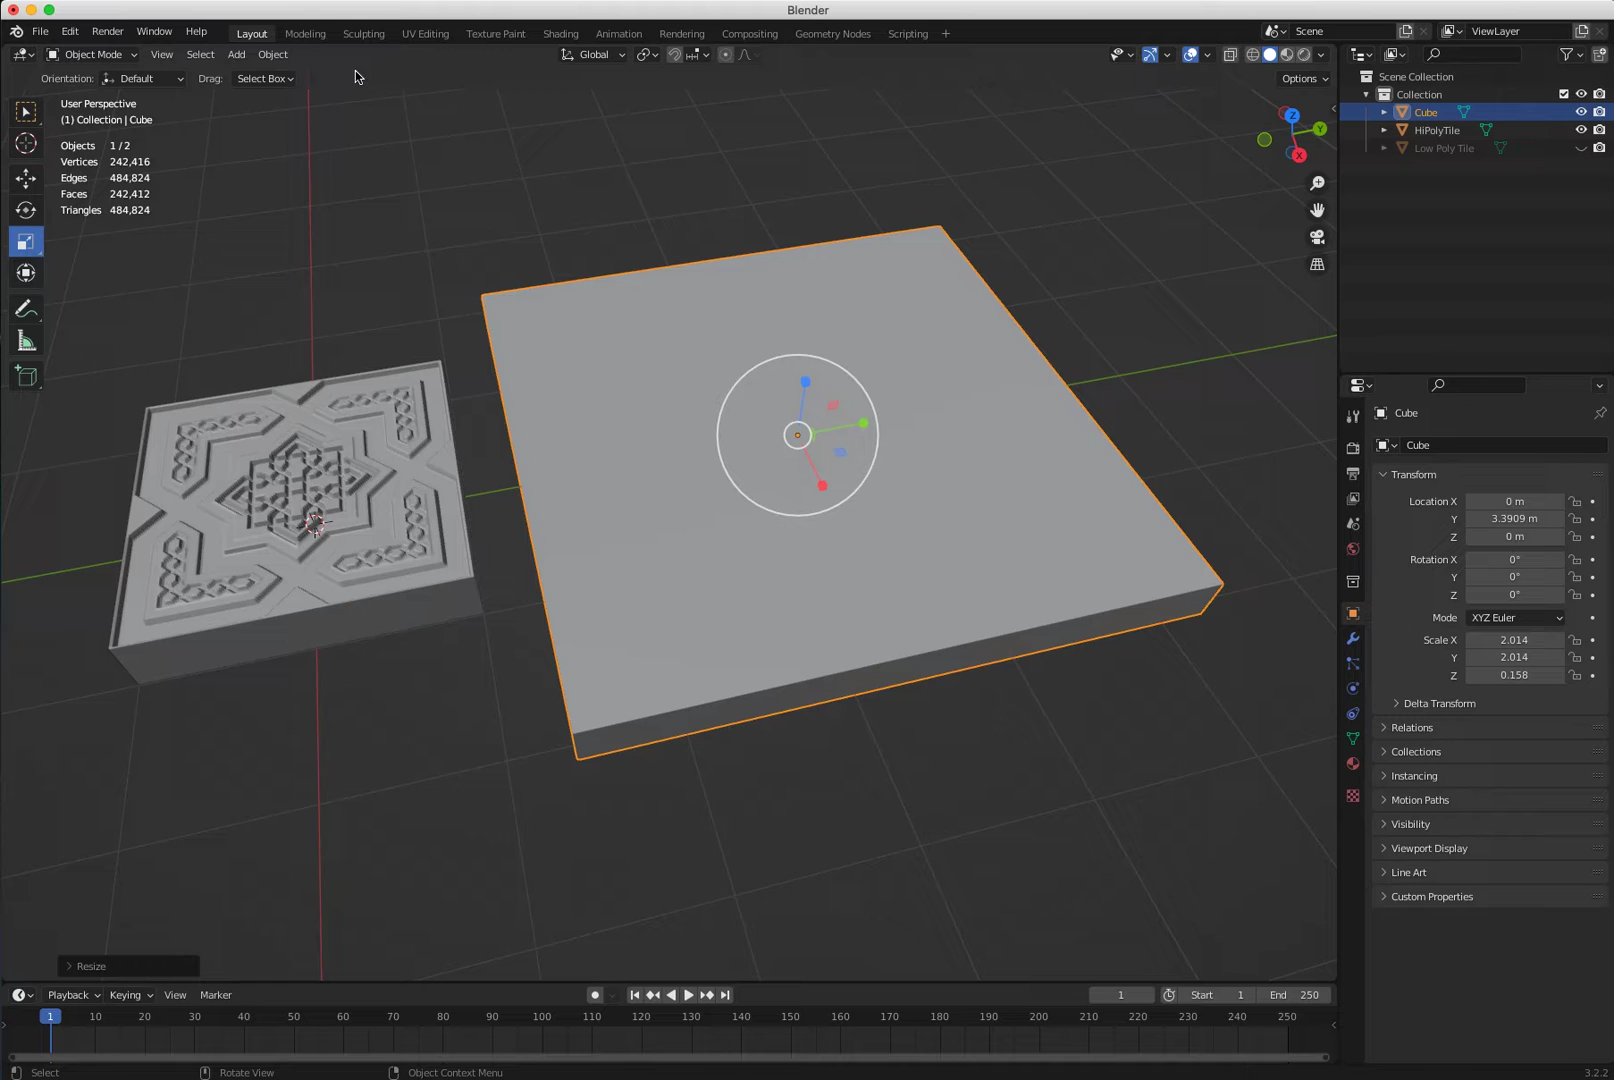 Blender
File Edit Render Window Help Layout Modeling Sculpting UV Editing Texture Paint Shading Animation Rendering Compositing Geometry Nodes Scripting +
Scene
ViewLayer
Object Mode View Select Add Object
Global
Orientation: Default Drag: Select Box
Options
User Perspective
(1) Collection | Cube
Objects 1 / 2
Vertices 242,416
Edges 484,824
Faces 242,412
Triangles 484,824
Z
Y
X
Scene Collection
Collection
Cube
HiPolyTile
Low Poly Tile
Cube
Cube
Transform
Location X 0 m
Y 3.3909 m
Z 0 m
Rotation X 0°
Y 0°
Z 0°
Mode XYZ Euler
Scale X 2.014
Y 2.014
Z 0.158
Delta Transform
Relations
Collections
Instancing
Motion Paths
Visibility
Viewport Display
Line Art
Custom Properties
Resize
Playback Keying View Marker
1
Start 1 End 250
1 10 20 30 40 50 60 70 80 90 100 110 120 130 140 150 160 170 180 190 200 210 220 230 240 250
Select Rotate View Object Context Menu
3.2.2